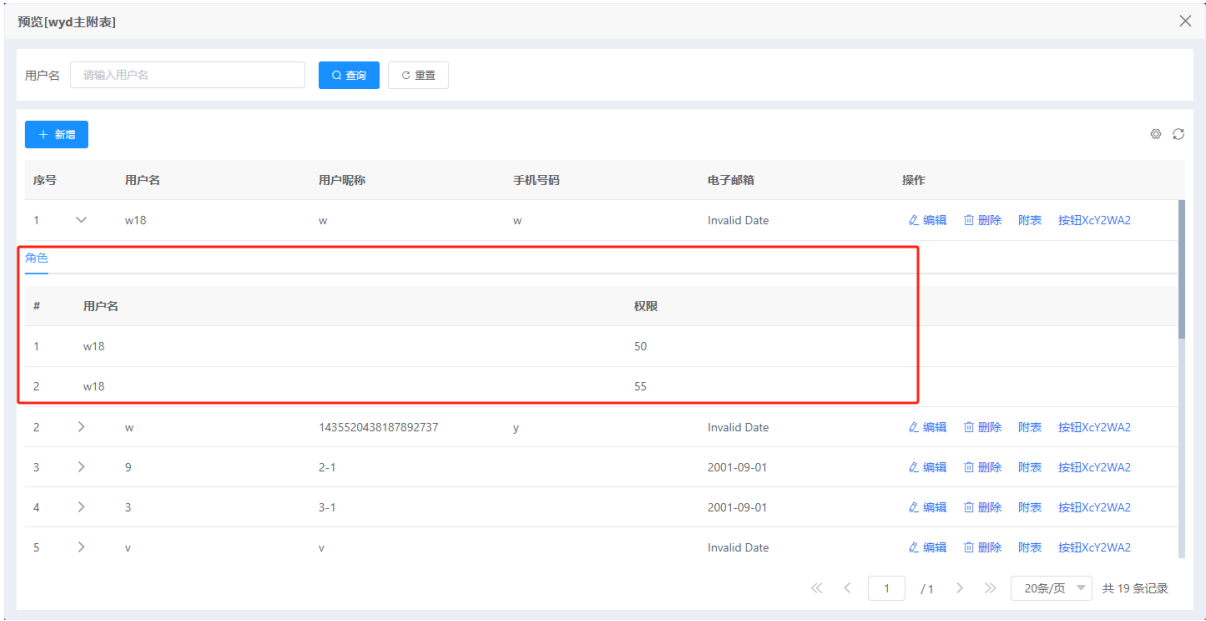 预览[wyd主附表]
用户名 请输入用户名 查询 重置
新增
序号 用户名 用户昵称 手机号码 电子邮箱 操作
1 w18 w w Invalid Date 编辑 删除 附表 按钮XcY2WA2
角色
# 用户名 权限
1 w18 50
2 w18 55
2 w 1435520438187892737 y Invalid Date 编辑 删除 附表 按钮XcY2WA2
3 9 2-1 2001-09-01 编辑 删除 附表 按钮XcY2WA2
4 3 3-1 2001-09-01 编辑 删除 附表 按钮XcY2WA2
5 v v Invalid Date 编辑 删除 附表 按钮XcY2WA2
1 / 1 20条/页 共 19 条记录